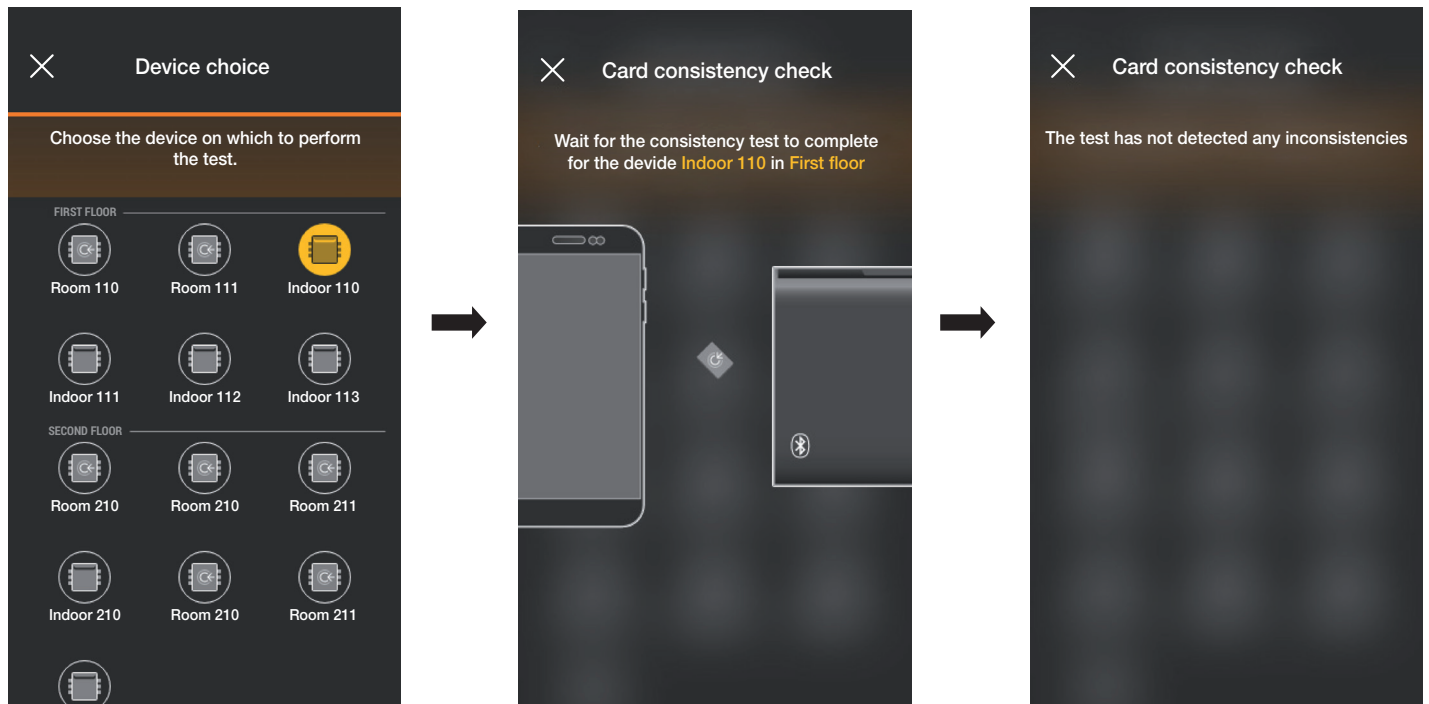 Device choice
Choose the device on which to perform
the test.
FIRST FLOOR
Room 110
Room 111
Indoor 110
Indoor 111
Indoor 112
Indoor 113
SECOND FLOOR
Room 210
Room 210
Room 211
Indoor 210
Room 210
Room 211
Card consistency check
Wait for the consistency test to complete
for the devide Indoor 110 in First floor
Card consistency check
The test has not detected any inconsistencies